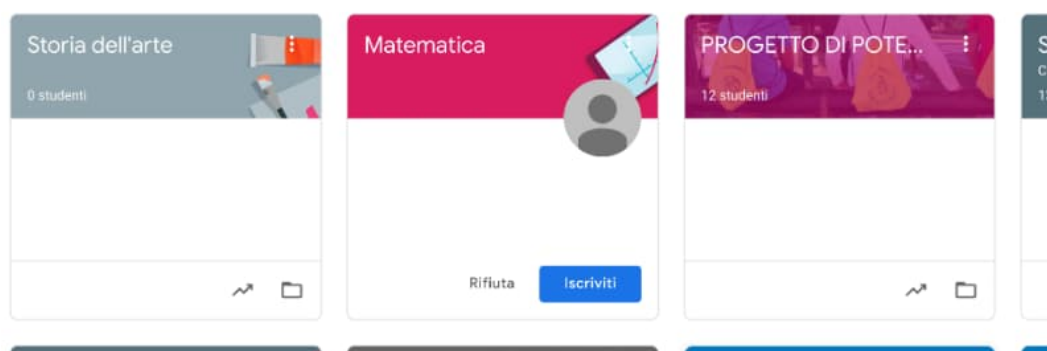 Storia dell'arte
0 studenti
Matematica
Rifiuta
Iscriviti
PROGETTO DI POTE...
12 studenti
S
C